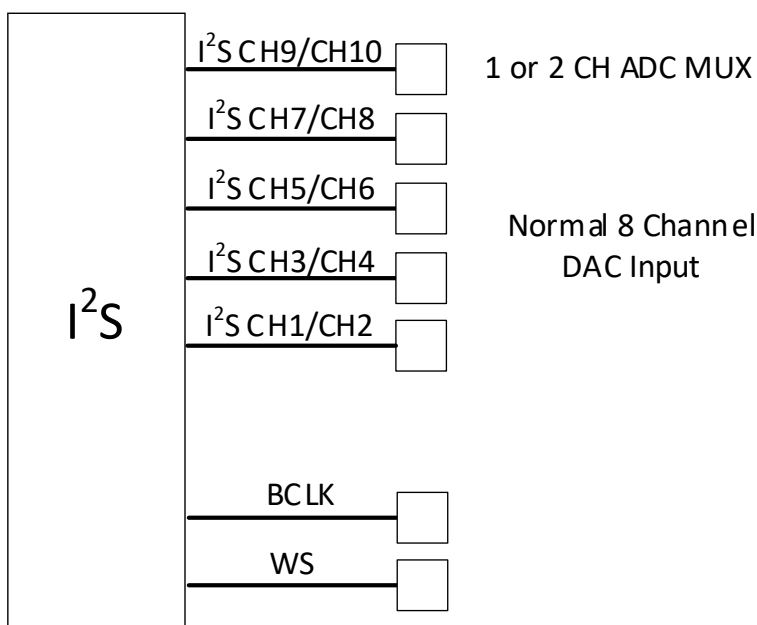 I²S CH9/CH10
1 or 2 CH ADC MUX
I²S CH7/CH8
I²S CH5/CH6
Normal 8 Channel
DAC Input
I²S CH3/CH4
I²S
I²S CH1/CH2
BCLK
WS